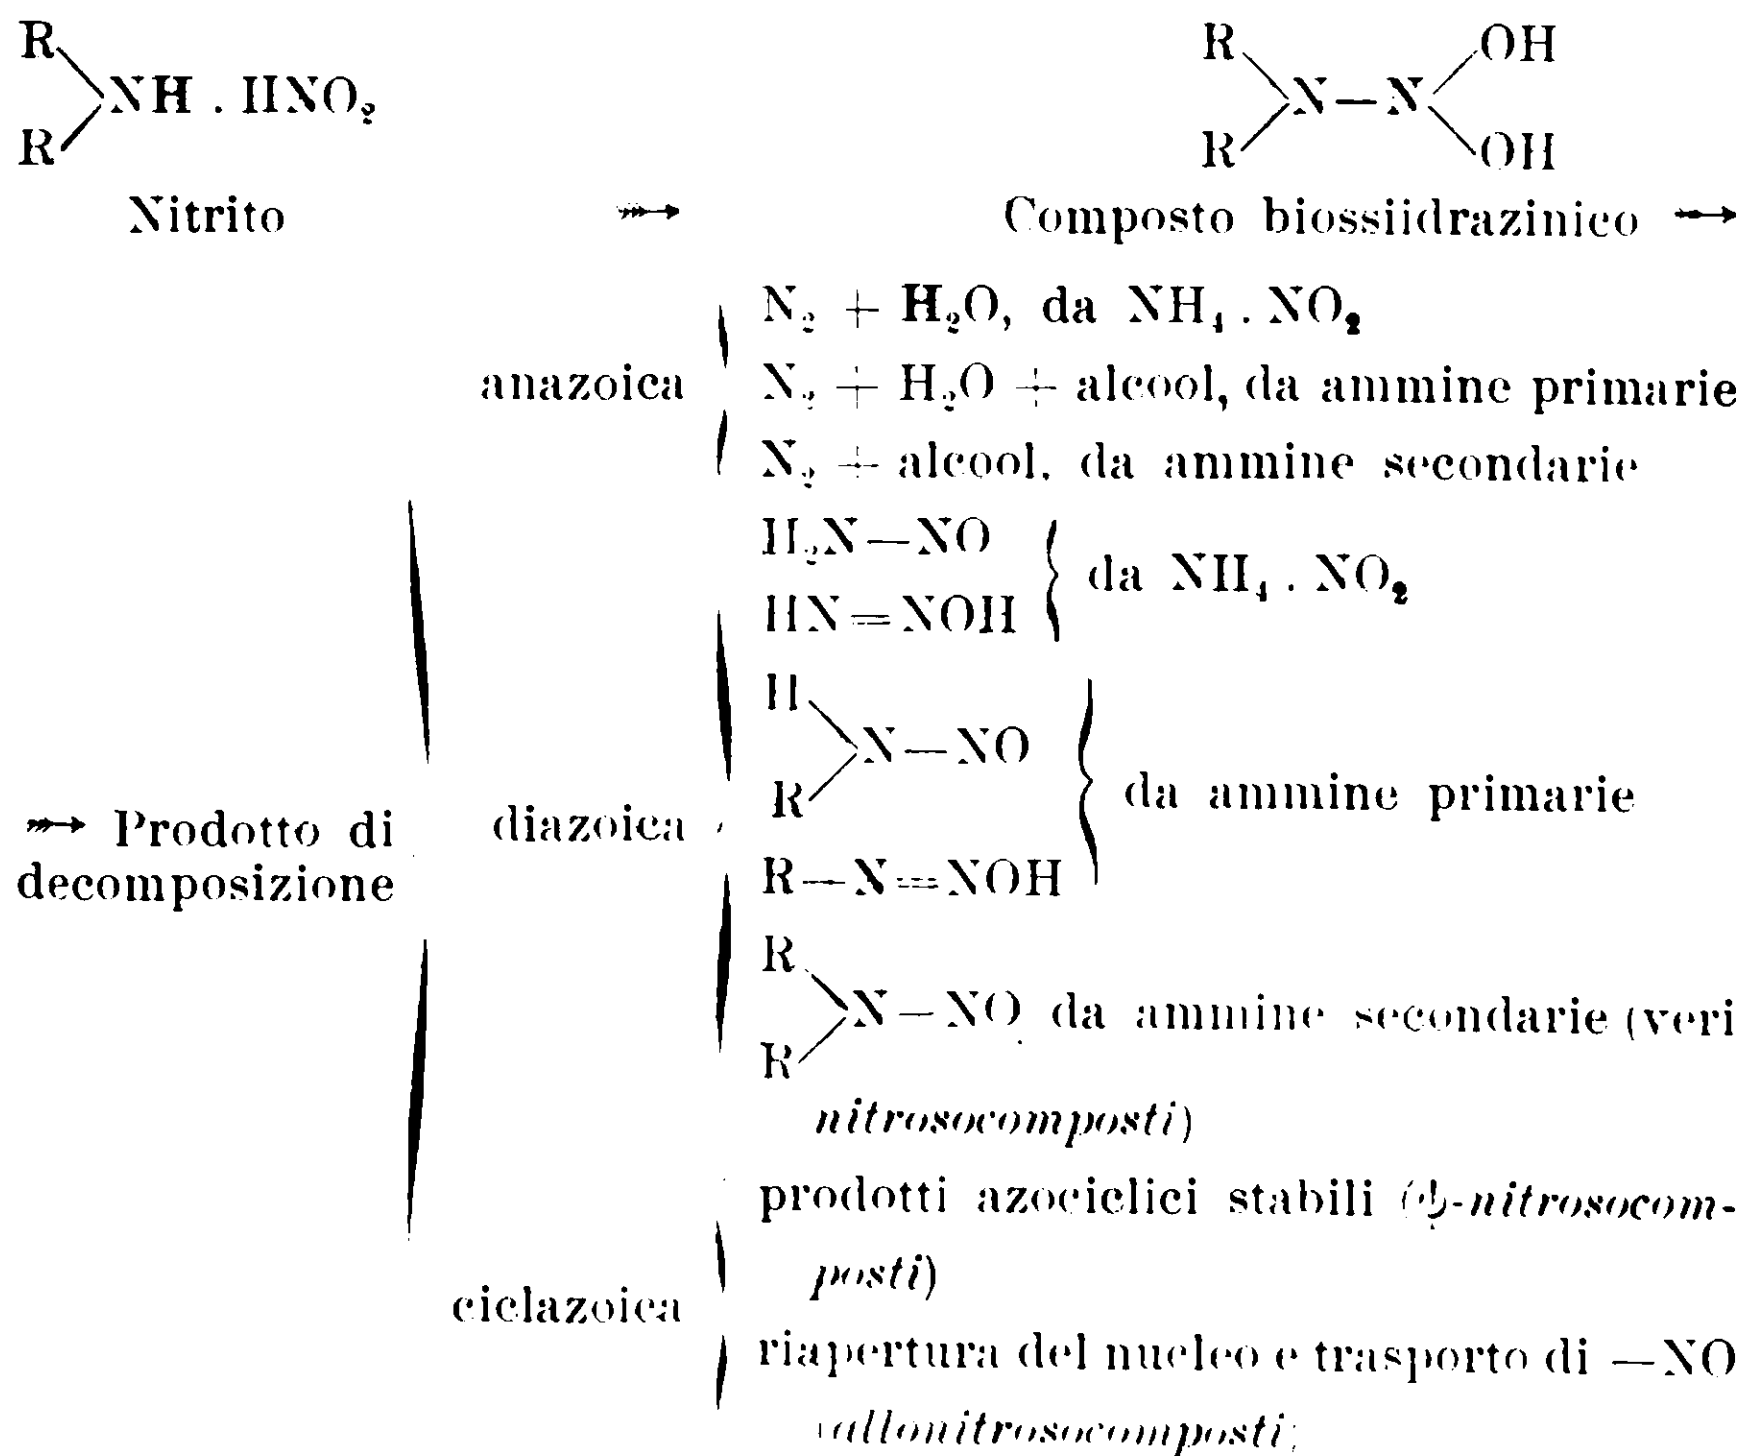 R
R
NH . HNO₂
R
R
N—N
OH
OH
Nitrito ➳ Composto biossiidrazinico ➳
anazoica
N₂ + H₂O, da NH₄ . NO₂
N₂ + H₂O + alcool, da ammine primarie
N₂ + alcool, da ammine secondarie
➳ Prodotto di
decomposizione
diazoica
H₂N—NO
HN=NOH
da NH₄ . NO₂
H
R
N—NO
R—N=NOH
da ammine primarie
R
R
N—NO da ammine secondarie (veri
nitrosocomposti)
ciclazoica
prodotti azociclici stabili (ψ-nitrosocom-
posti)
riapertura del nucleo e trasporto di —NO
(allonitrosocomposti)